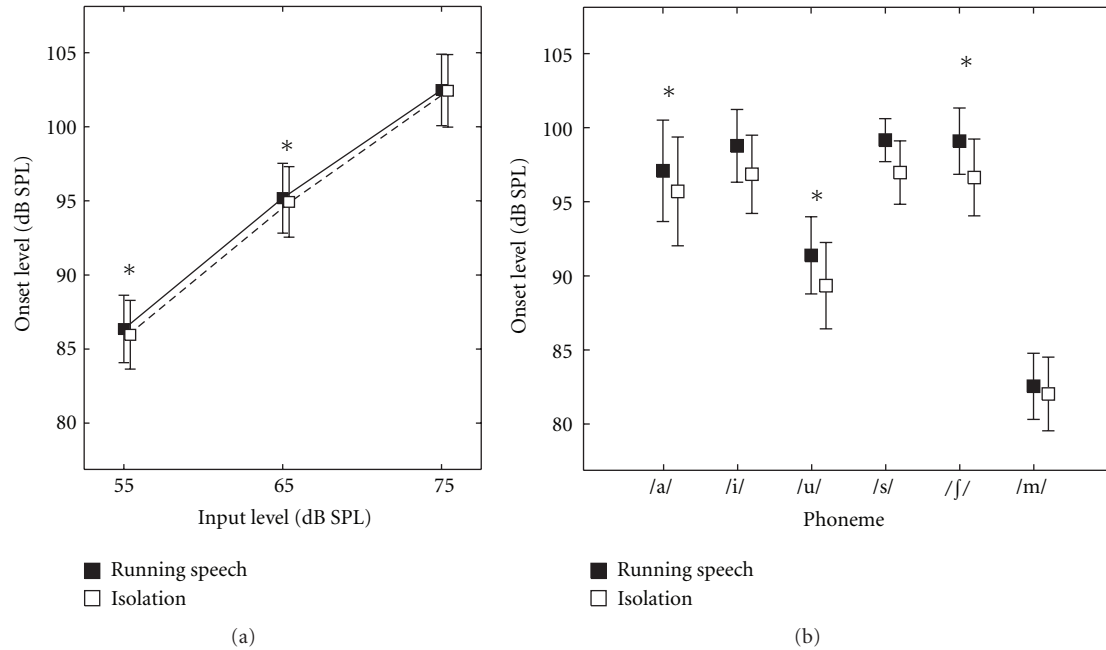 105
100
95
90
85
80
Onset level (dB SPL)
*
*
55
65
75
Input level (dB SPL)
Running speech
Isolation
(a)
105
100
95
90
85
80
Onset level (dB SPL)
*
*
*
/a/
/i/
/u/
/s/
/ʃ/
/m/
Phoneme
Running speech
Isolation
(b)